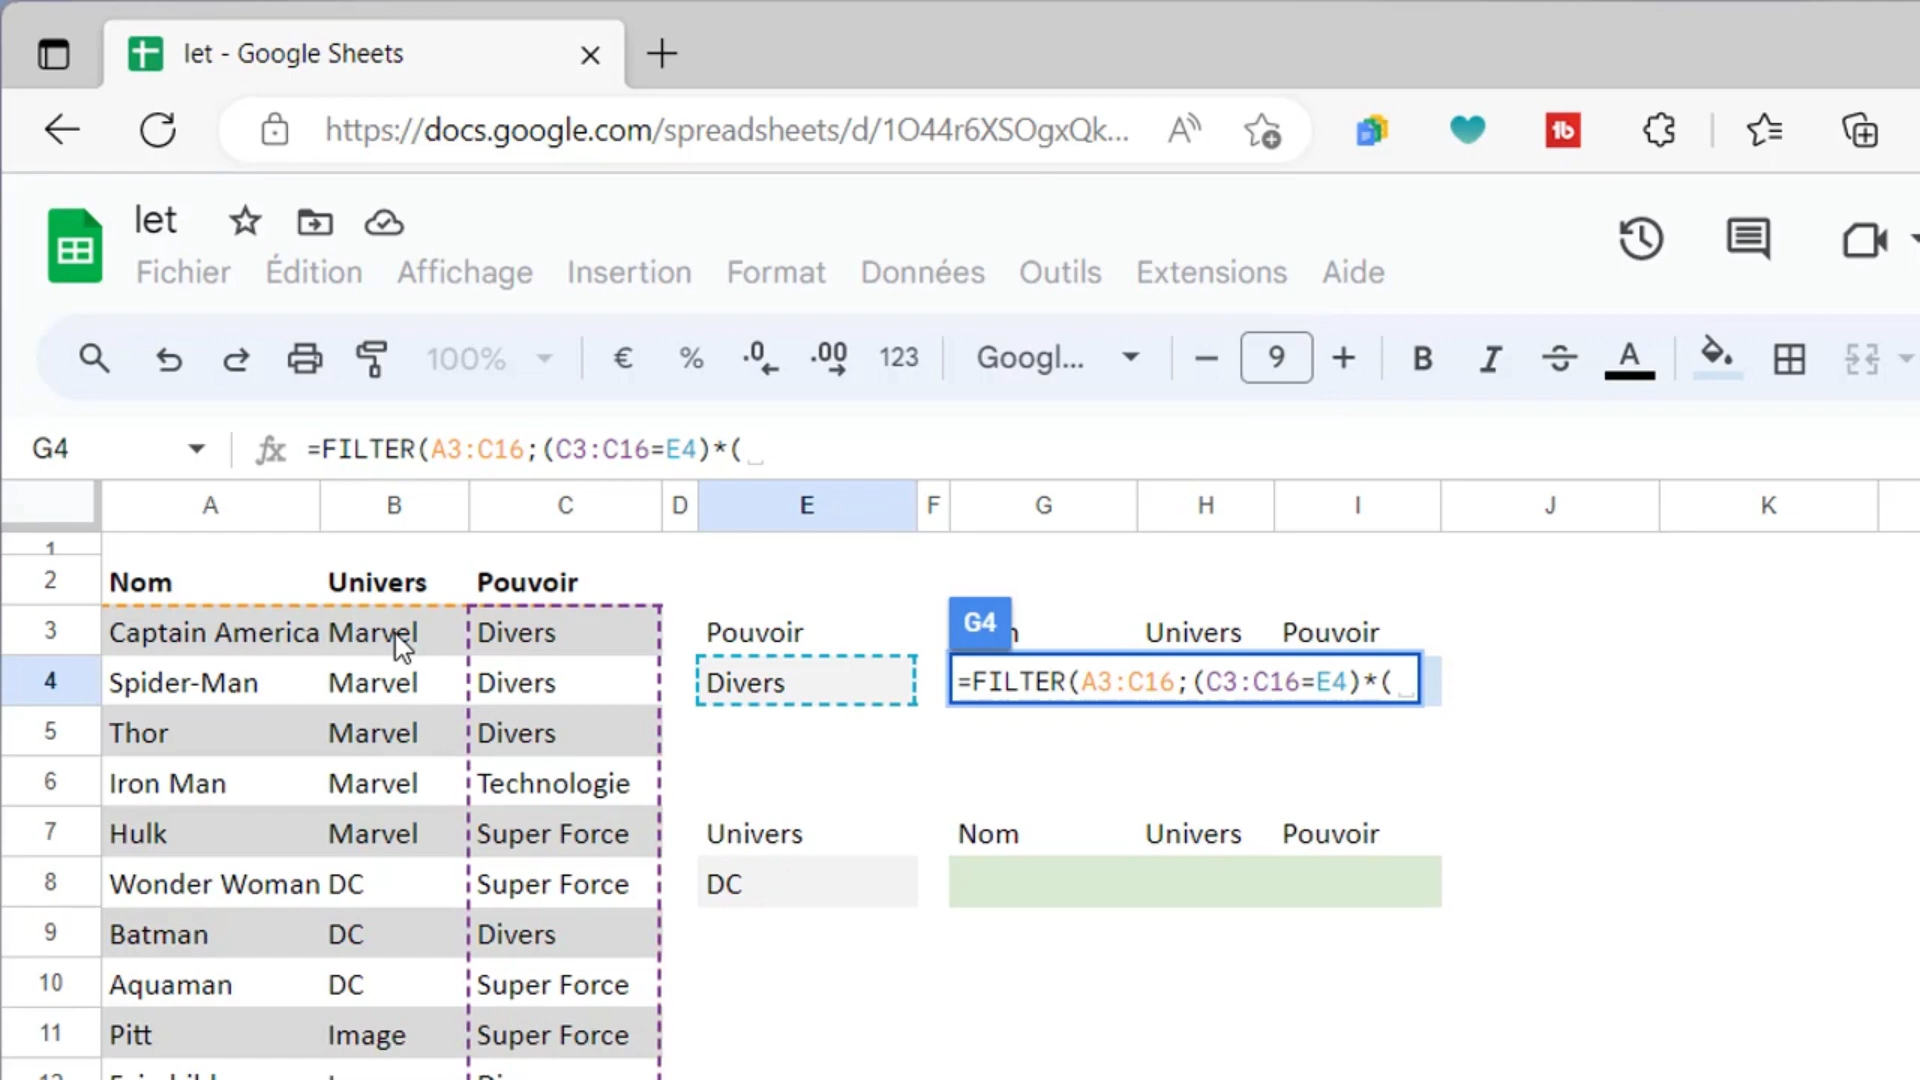 let - Google Sheets
https://docs.google.com/spreadsheets/d/1O44r6XSOgxQk...
let
Fichier Édition Affichage Insertion Format Données Outils Extensions Aide
100% € % .0 .00 123 Googl... 9 B I A
G4 fx =FILTER(A3:C16;(C3:C16=E4)*(
A B C D E F G H I J K
1
2 Nom Univers Pouvoir
3 Captain America Marvel Divers Pouvoir G4 Univers Pouvoir
4 Spider-Man Marvel Divers Divers =FILTER(A3:C16;(C3:C16=E4)*(
5 Thor Marvel Divers
6 Iron Man Marvel Technologie
7 Hulk Marvel Super Force Univers Nom Univers Pouvoir
8 Wonder Woman DC Super Force DC
9 Batman DC Divers
10 Aquaman DC Super Force
11 Pitt Image Super Force